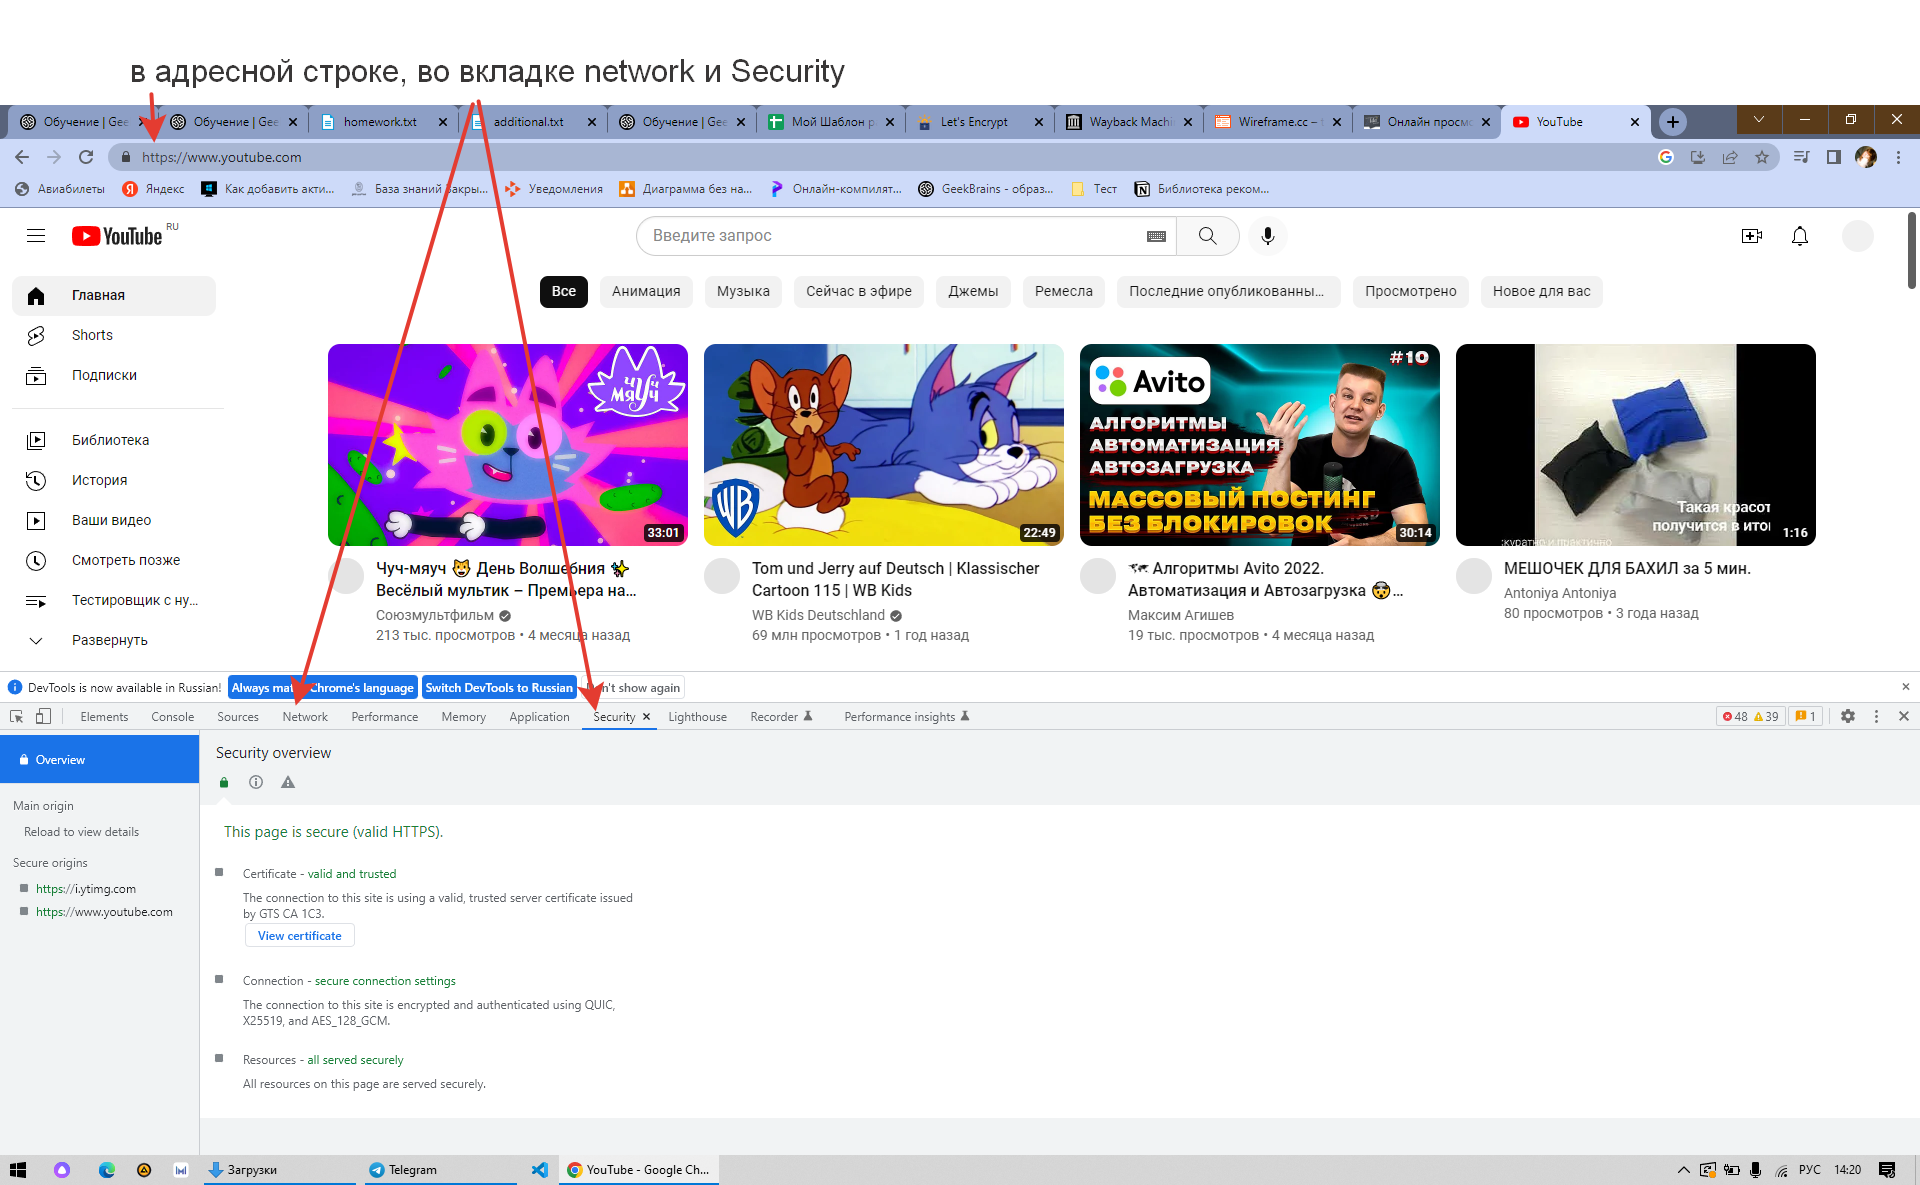 в адресной строке, во вкладке network и Security
Обучение | Gee
Обучение | Gee
homework.txt
additional.txt
Обучение | Gee
Мой Шаблон р
Let's Encrypt
Wayback Machi
Wireframe.cc – t
Онлайн просмо
YouTube
https://www.youtube.com
Авиабилеты
Яндекс
Как добавить акти...
База знаний Закры...
Уведомления
Диаграмма без на...
Онлайн-компилят...
GeekBrains - образ...
Тест
Библиотека реком...
YouTube RU
Введите запрос
Главная
Shorts
Подписки
Библиотека
История
Ваши видео
Смотреть позже
Тестировщик с ну...
Развернуть
Все
Анимация
Музыка
Сейчас в эфире
Джемы
Ремесла
Последние опубликованны...
Просмотрено
Новое для вас
чуч
мяуч
33:01
Чуч-мяуч 😺 День Волшебния ✨
Весёлый мультик – Премьера на...
Союзмультфильм
213 тыс. просмотров • 4 месяца назад
WB
22:49
Tom und Jerry auf Deutsch | Klassischer
Cartoon 115 | WB Kids
WB Kids Deutschland
69 млн просмотров • 1 год назад
Avito
#10
АЛГОРИТМЫ
АВТОМАТИЗАЦИЯ
АВТОЗАГРУЗКА
МАССОВЫЙ ПОСТИНГ
БЕЗ БЛОКИРОВОК
30:14
🗺 Алгоритмы Avito 2022.
Автоматизация и Автозагрузка 🤯...
Максим Агишев
19 тыс. просмотров • 4 месяца назад
Такая красот
получится в итог
куратно и практично
1:16
МЕШОЧЕК ДЛЯ БАХИЛ за 5 мин.
Antoniya Antoniya
80 просмотров • 3 года назад
DevTools is now available in Russian!
Always mat Chrome's language
Switch DevTools to Russian
n't show again
Elements
Console
Sources
Network
Performance
Memory
Application
Security
Lighthouse
Recorder
Performance insights
48
39
1
Overview
Main origin
Reload to view details
Secure origins
https://i.ytimg.com
https://www.youtube.com
Security overview
This page is secure (valid HTTPS).
Certificate - valid and trusted
The connection to this site is using a valid, trusted server certificate issued
by GTS CA 1C3.
View certificate
Connection - secure connection settings
The connection to this site is encrypted and authenticated using QUIC,
X25519, and AES_128_GCM.
Resources - all served securely
All resources on this page are served securely.
Загрузки
Telegram
YouTube - Google Ch...
РУС
14:20